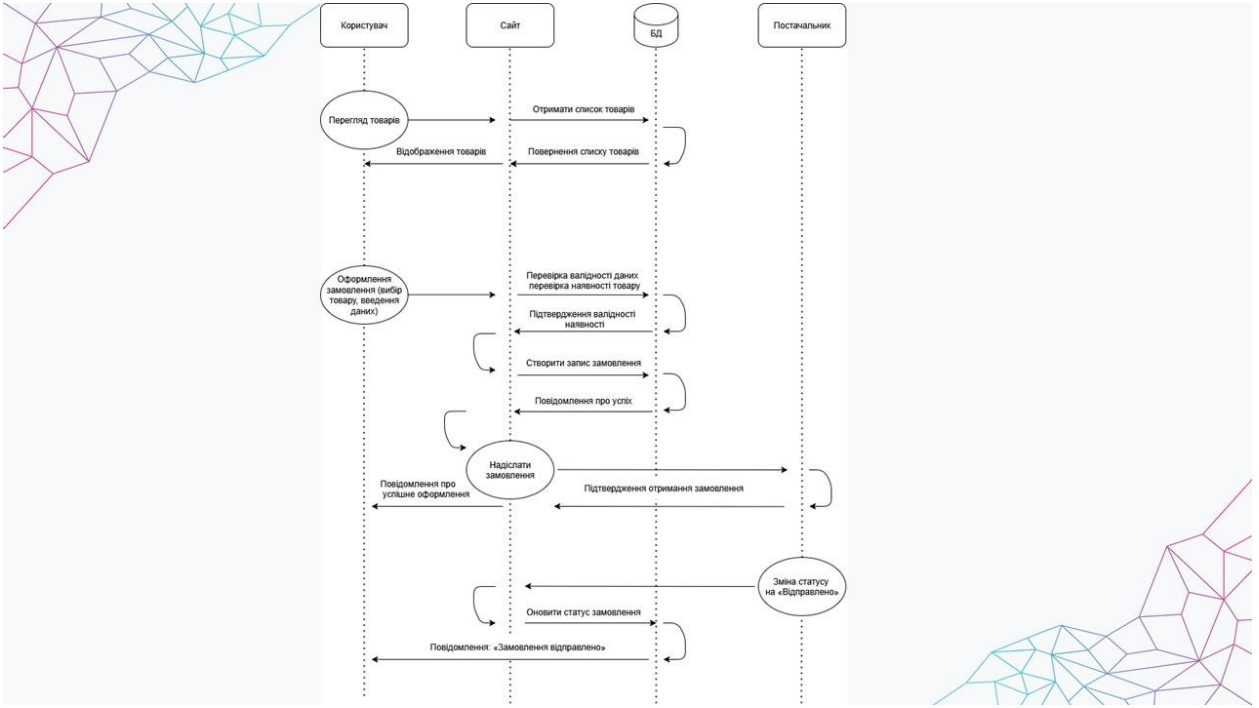 Користувач
Сайт
БД
Постачальник
Отримати список товарів
Перегляд товарів
Відображення товарів
Повернення списку товарів
Оформлення
замовлення (вибір
товару, введення
даних)
Перевірка валідності даних
перевірка наявності товару
Підтвердження валідності
наявності
Створити запис замовлення
Повідомлення про успіх
Надіслати
замовлення
Повідомлення про
успішне оформлення
Підтвердження отримання замовлення
Зміна статусу
на «Відправлено»
Оновити статус замовлення
Повідомлення: «Замовлення відправлено»